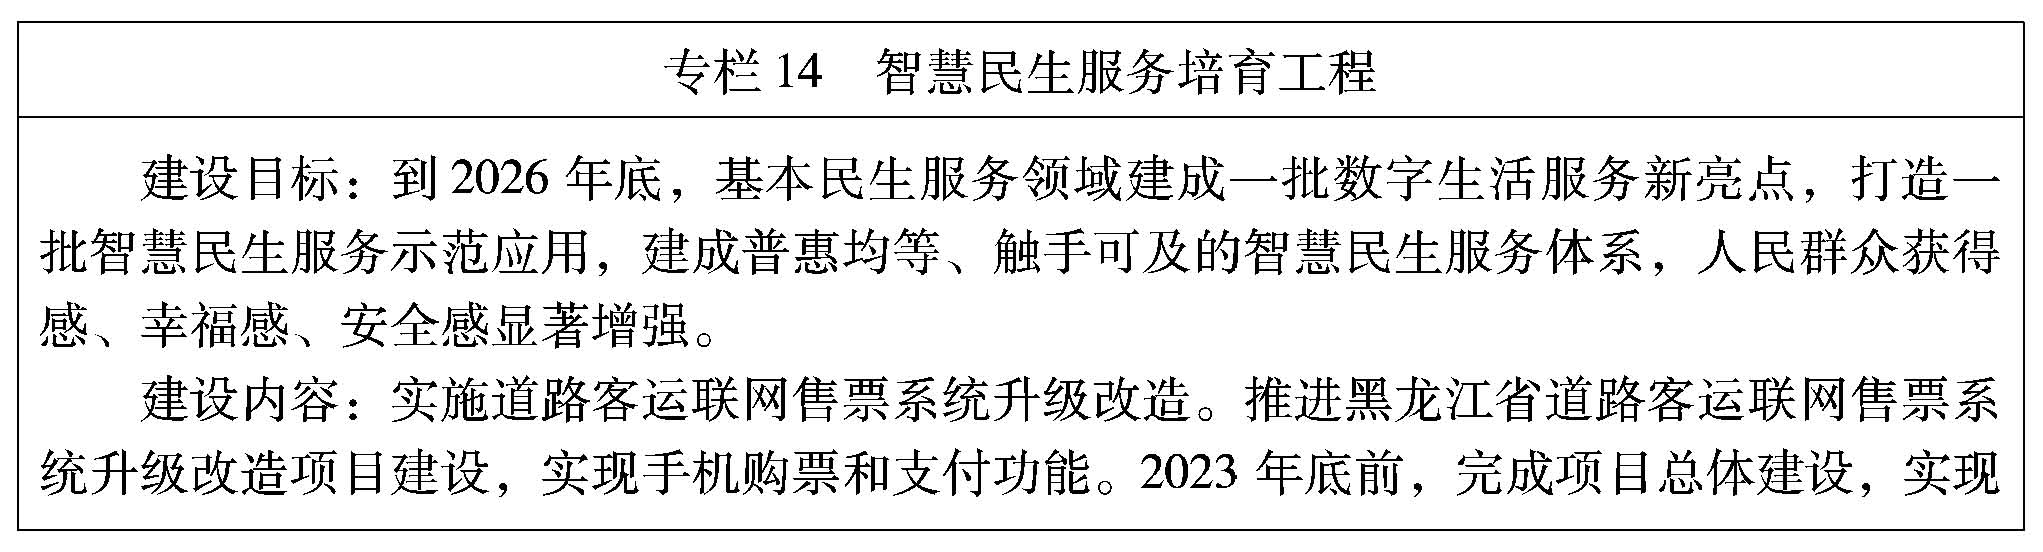 专栏 14 智慧民生服务培育工程
建设目标：到 2026 年底，基本民生服务领域建成一批数字生活服务新亮点，打造一
批智慧民生服务示范应用，建成普惠均等、触手可及的智慧民生服务体系，人民群众获得
感、幸福感、安全感显著增强。
建设内容：实施道路客运联网售票系统升级改造。推进黑龙江省道路客运联网售票系
统升级改造项目建设，实现手机购票和支付功能。2023 年底前，完成项目总体建设，实现